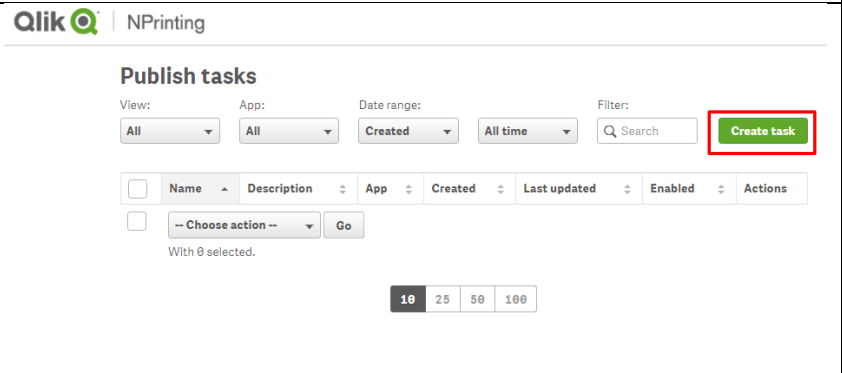 Qlik NPrinting
Publish tasks
View: App: Date range: Filter:
All All Created All time Search Create task
Name Description App Created Last updated Enabled Actions
-- Choose action -- Go
With 0 selected.
10 25 50 100